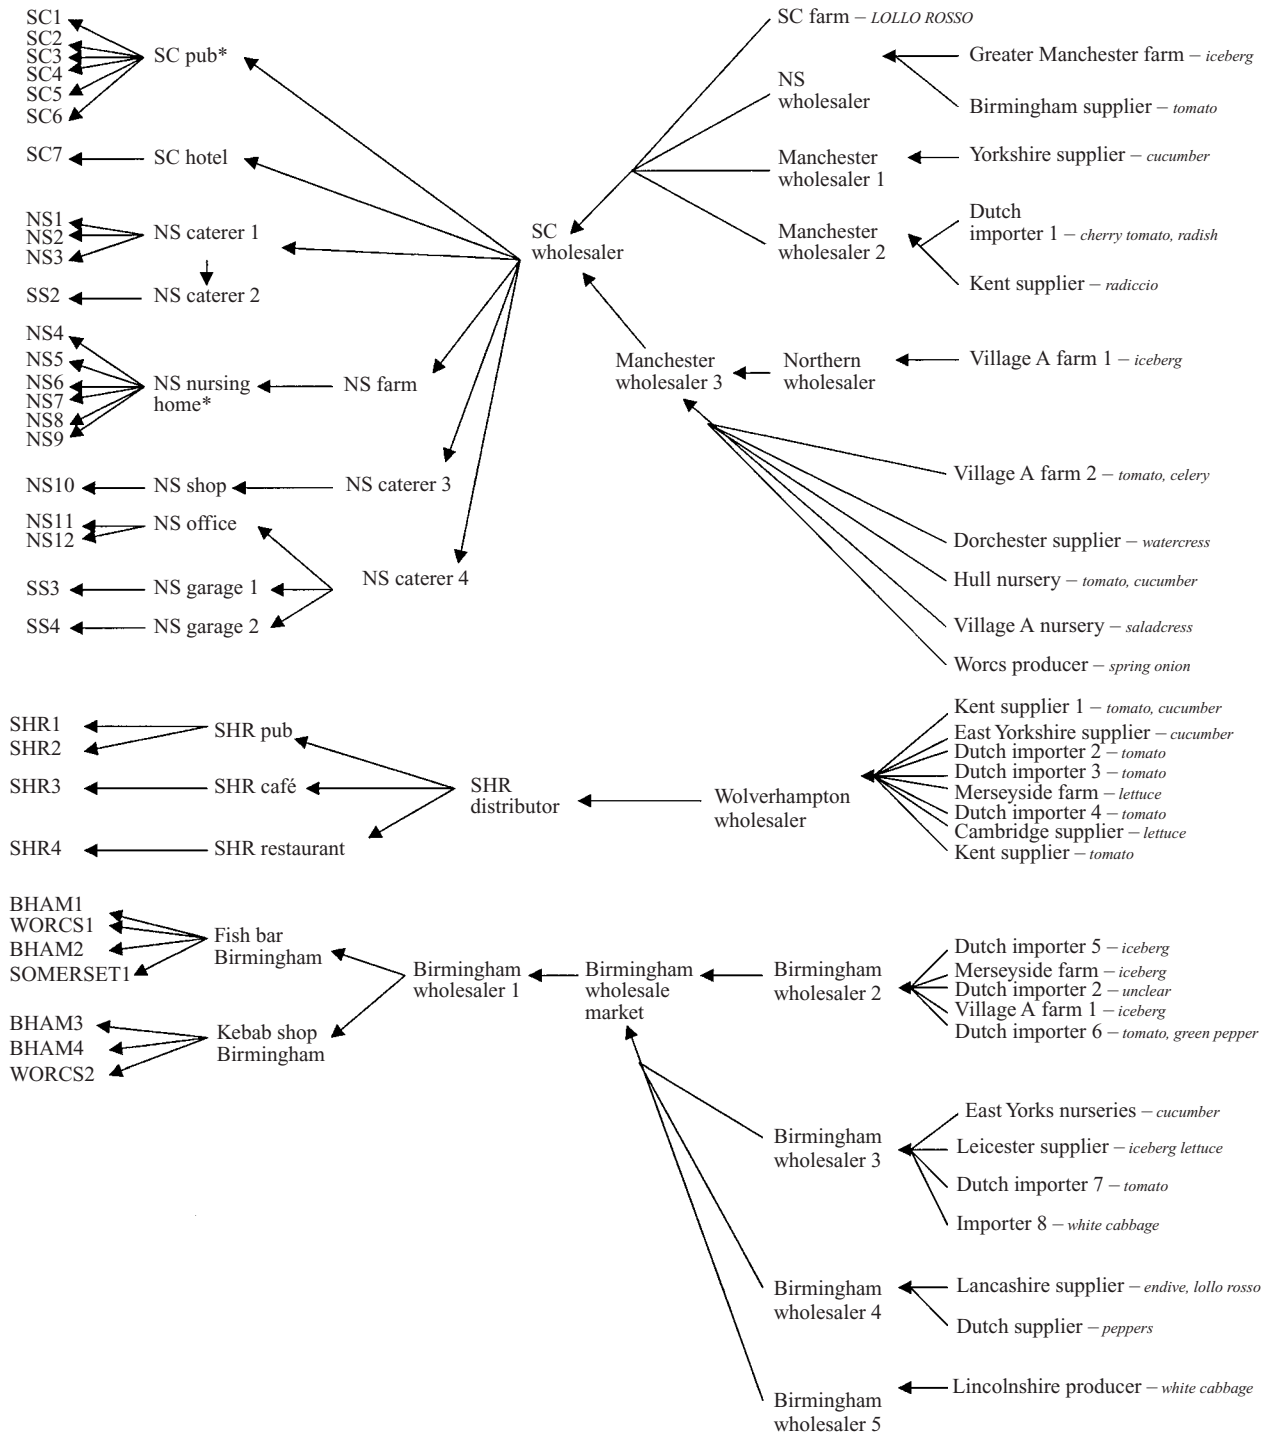 SC1
SC2
SC3
SC4
SC5
SC6
SC pub*
SC7
SC hotel
NS1
NS2
NS3
NS caterer 1
SS2
NS caterer 2
NS4
NS5
NS6
NS7
NS8
NS9
NS nursing
home*
NS farm
NS10
NS shop
NS caterer 3
NS11
NS12
NS office
NS caterer 4
SS3
NS garage 1
SS4
NS garage 2
SC
wholesaler
SC farm – LOLLO ROSSO
NS
wholesaler
Greater Manchester farm – iceberg
Birmingham supplier – tomato
Manchester
wholesaler 1
Yorkshire supplier – cucumber
Manchester
wholesaler 2
Dutch
importer 1 – cherry tomato, radish
Kent supplier – radiccio
Manchester
wholesaler 3
Northern
wholesaler
Village A farm 1 – iceberg
Village A farm 2 – tomato, celery
Dorchester supplier – watercress
Hull nursery – tomato, cucumber
Village A nursery – saladcress
Worcs producer – spring onion
SHR1
SHR2
SHR pub
SHR3
SHR café
SHR4
SHR restaurant
SHR
distributor
Wolverhampton
wholesaler
Kent supplier 1 – tomato, cucumber
East Yorkshire supplier – cucumber
Dutch importer 2 – tomato
Dutch importer 3 – tomato
Merseyside farm – lettuce
Dutch importer 4 – tomato
Cambridge supplier – lettuce
Kent supplier – tomato
BHAM1
WORCS1
BHAM2
SOMERSET1
Fish bar
Birmingham
BHAM3
BHAM4
WORCS2
Kebab shop
Birmingham
Birmingham
wholesaler 1
Birmingham
wholesale
market
Birmingham
wholesaler 2
Dutch importer 5 – iceberg
Merseyside farm – iceberg
Dutch importer 2 – unclear
Village A farm 1 – iceberg
Dutch importer 6 – tomato, green pepper
Birmingham
wholesaler 3
East Yorks nurseries – cucumber
Leicester supplier – iceberg lettuce
Dutch importer 7 – tomato
Importer 8 – white cabbage
Birmingham
wholesaler 4
Lancashire supplier – endive, lollo rosso
Dutch supplier – peppers
Birmingham
wholesaler 5
Lincolnshire producer – white cabbage